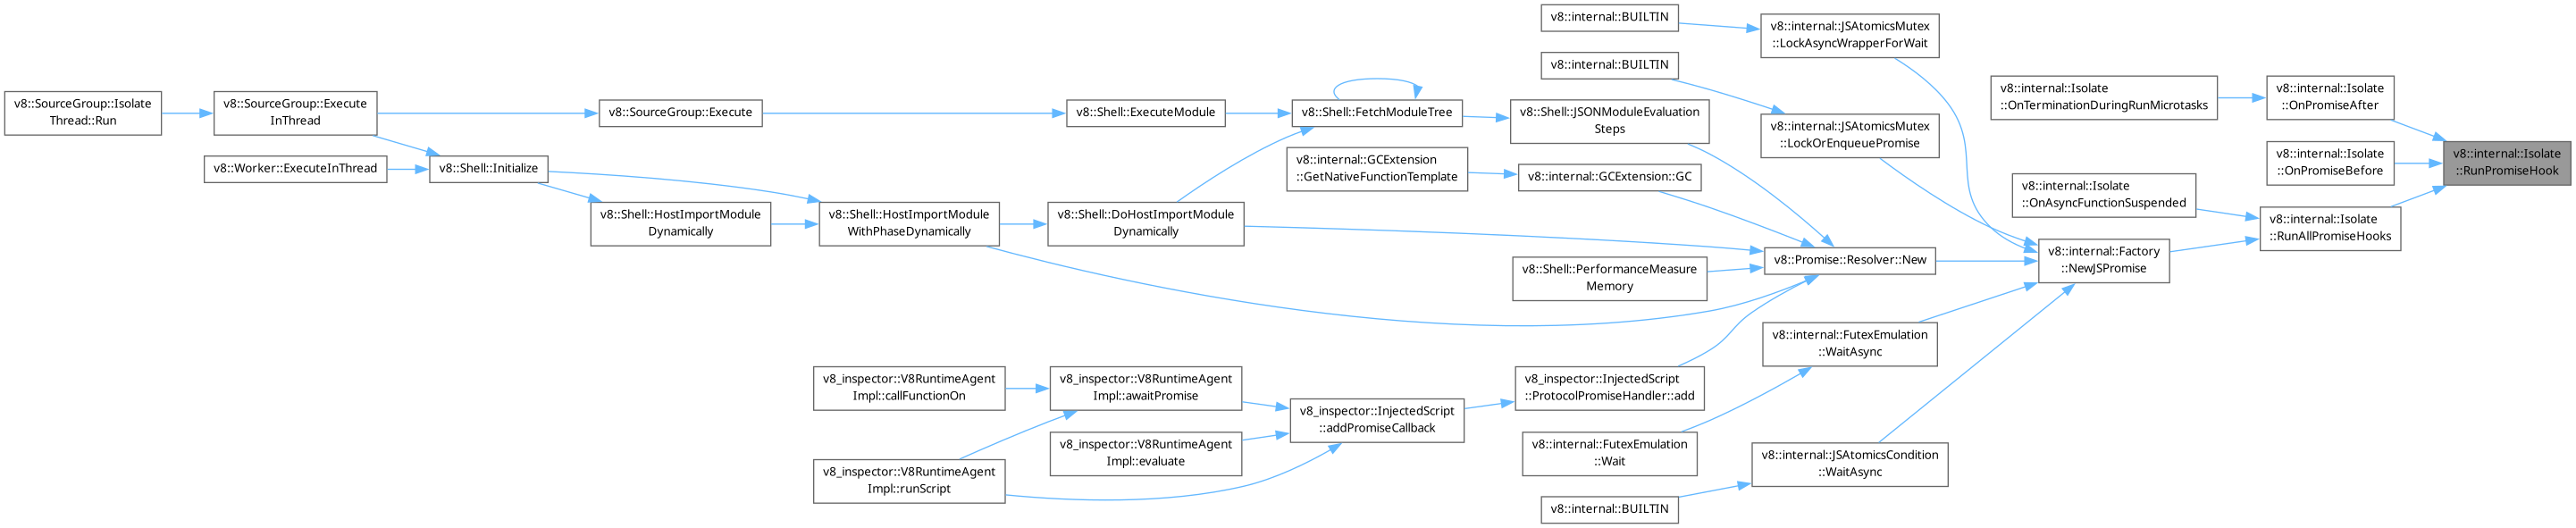 v8::SourceGroup::Isolate
Thread::Run
v8::SourceGroup::Execute
InThread
v8::Worker::ExecuteInThread
v8::Shell::Initialize
v8::SourceGroup::Execute
v8::Shell::HostImportModule
Dynamically
v8::Shell::HostImportModule
WithPhaseDynamically
v8_inspector::V8RuntimeAgent
Impl::callFunctionOn
v8_inspector::V8RuntimeAgent
Impl::runScript
v8::Shell::ExecuteModule
v8::Shell::DoHostImportModule
Dynamically
v8_inspector::V8RuntimeAgent
Impl::awaitPromise
v8_inspector::V8RuntimeAgent
Impl::evaluate
v8::Shell::FetchModuleTree
v8::internal::GCExtension
::GetNativeFunctionTemplate
v8_inspector::InjectedScript
::addPromiseCallback
v8::internal::BUILTIN
v8::internal::BUILTIN
v8::Shell::JSONModuleEvaluation
Steps
v8::internal::GCExtension::GC
v8::Shell::PerformanceMeasure
Memory
v8_inspector::InjectedScript
::ProtocolPromiseHandler::add
v8::internal::FutexEmulation
::Wait
v8::internal::BUILTIN
v8::internal::JSAtomicsMutex
::LockAsyncWrapperForWait
v8::internal::JSAtomicsMutex
::LockOrEnqueuePromise
v8::Promise::Resolver::New
v8::internal::FutexEmulation
::WaitAsync
v8::internal::JSAtomicsCondition
::WaitAsync
v8::internal::Isolate
::OnTerminationDuringRunMicrotasks
v8::internal::Isolate
::OnAsyncFunctionSuspended
v8::internal::Factory
::NewJSPromise
v8::internal::Isolate
::OnPromiseAfter
v8::internal::Isolate
::OnPromiseBefore
v8::internal::Isolate
::RunAllPromiseHooks
v8::internal::Isolate
::RunPromiseHook